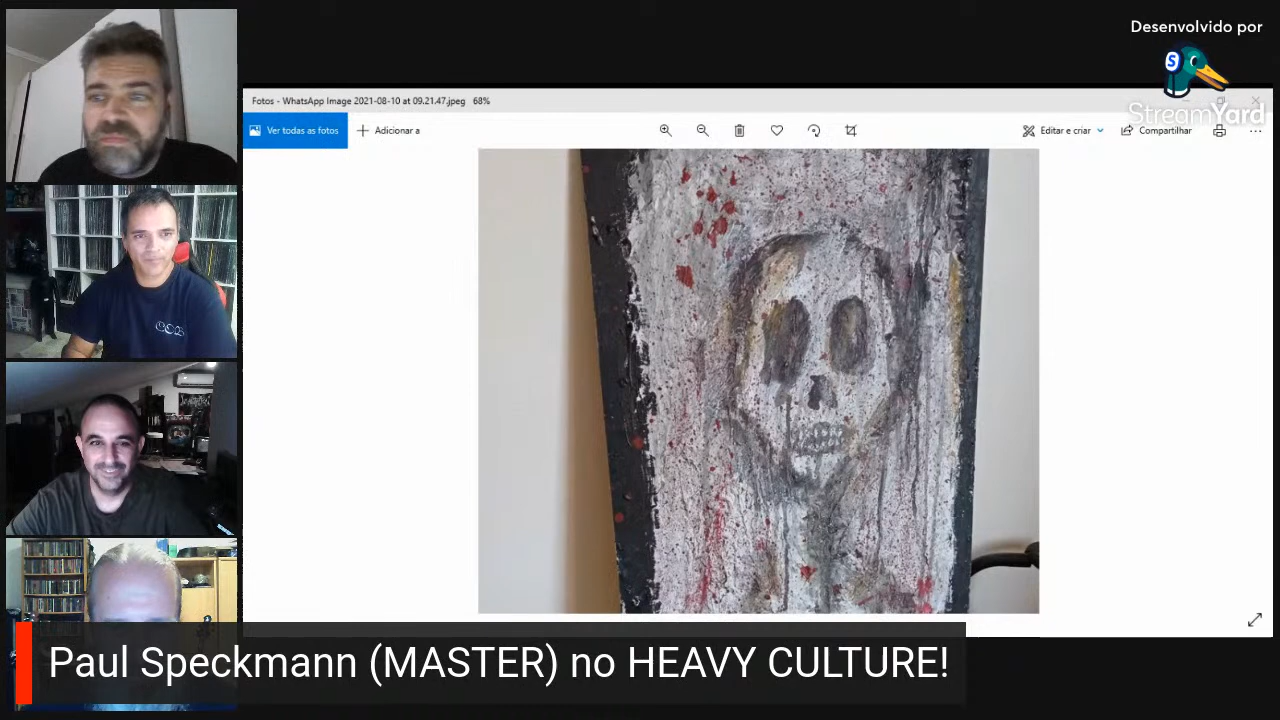 Desenvolvido por
StreamYard
Fotos - WhatsApp Image 2021-08-10 at 09.21.47.jpeg 68%
Ver todas as fotos
Adicionar a
Editar e criar
Compartilhar
Paul Speckmann (MASTER) no HEAVY CULTURE!